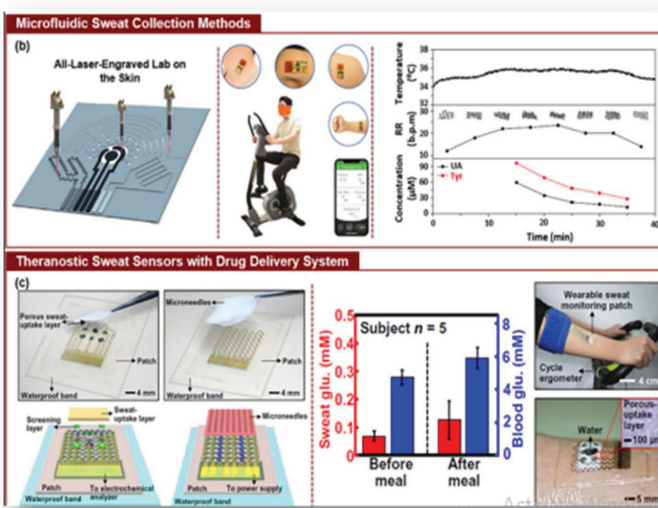 Microfluidic Sweat Collection Methods
(b)
All-Laser-Engraved Lab on
the Skin
Temperature
(°C)
38
36
34
32
RR
(b.p.m)
20
10
Concentration
(µM)
90
60
30
0
UA
Tyr
0
10
20
30
40
Time (min)
Theranostic Sweat Sensors with Drug Delivery System
(c)
Porous sweat-
uptake layer
Patch
Waterproof band
4 mm
Microneedles
Patch
Waterproof band
4 mm
Screening
layer
Sweat-
uptake layer
Patch
To electrochemical
analyzer
Waterproof band
Microneedles
Patch
To power supply
Waterproof band
Subject n = 5
Sweat glu. (mM)
0.5
0.4
0.3
0.2
0.1
0
Blood glu. (mM)
8
6
4
2
0
Before
meal
After
meal
Wearable sweat
monitoring patch
Cycle
ergometer
4 cm
Porous-
uptake
layer
100 µm
Water
5 mm